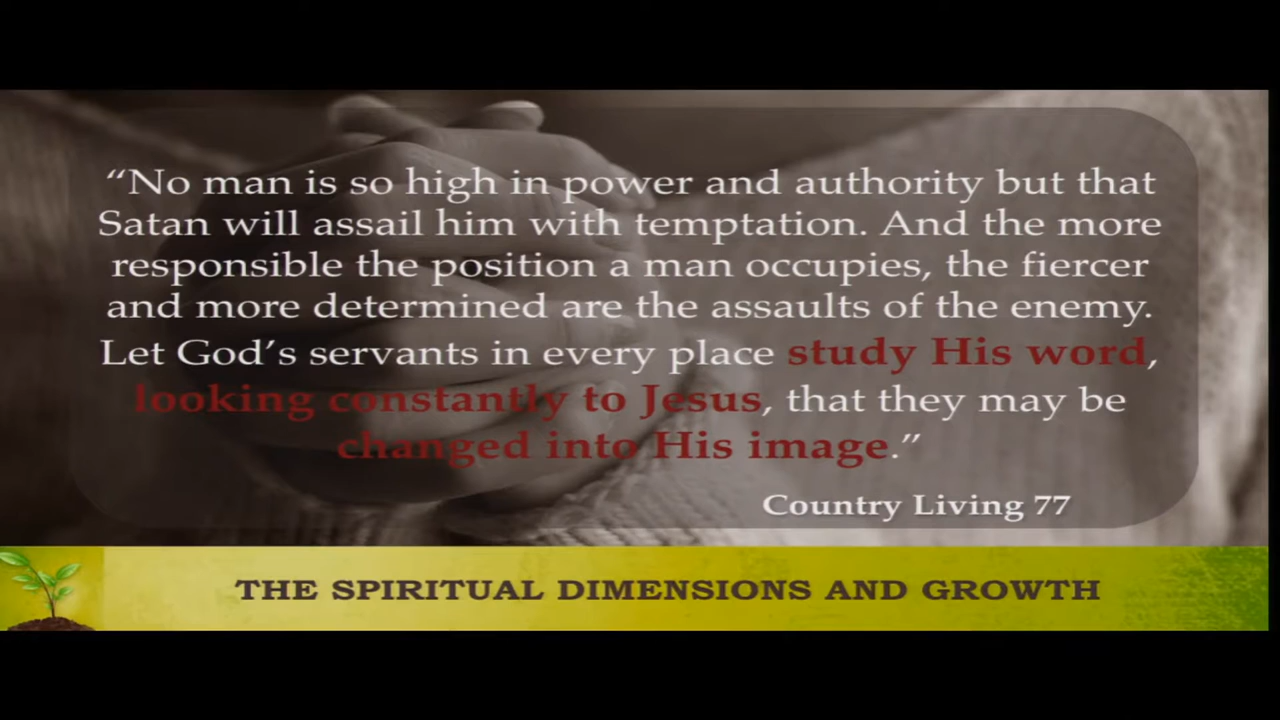 “No man is so high in power and authority but that
Satan will assail him with temptation. And the more
responsible the position a man occupies, the fiercer
and more determined are the assaults of the enemy.
Let God’s servants in every place study His word,
looking constantly to Jesus, that they may be
changed into His image.”
Country Living 77
THE SPIRITUAL DIMENSIONS AND GROWTH